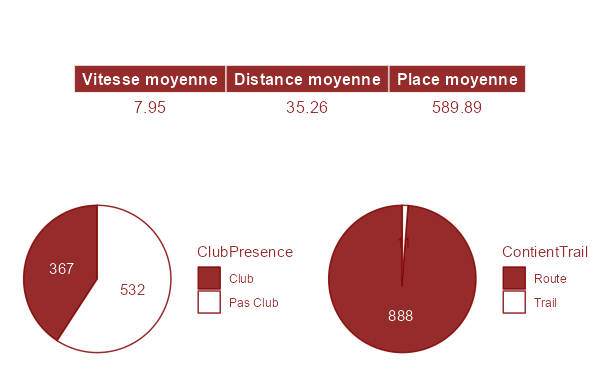 Vitesse moyenne Distance moyenne Place moyenne
7.95 35.26 589.89
ClubPresence
Club
Pas Club
367
532
ContientTrail
Route
Trail
11
888